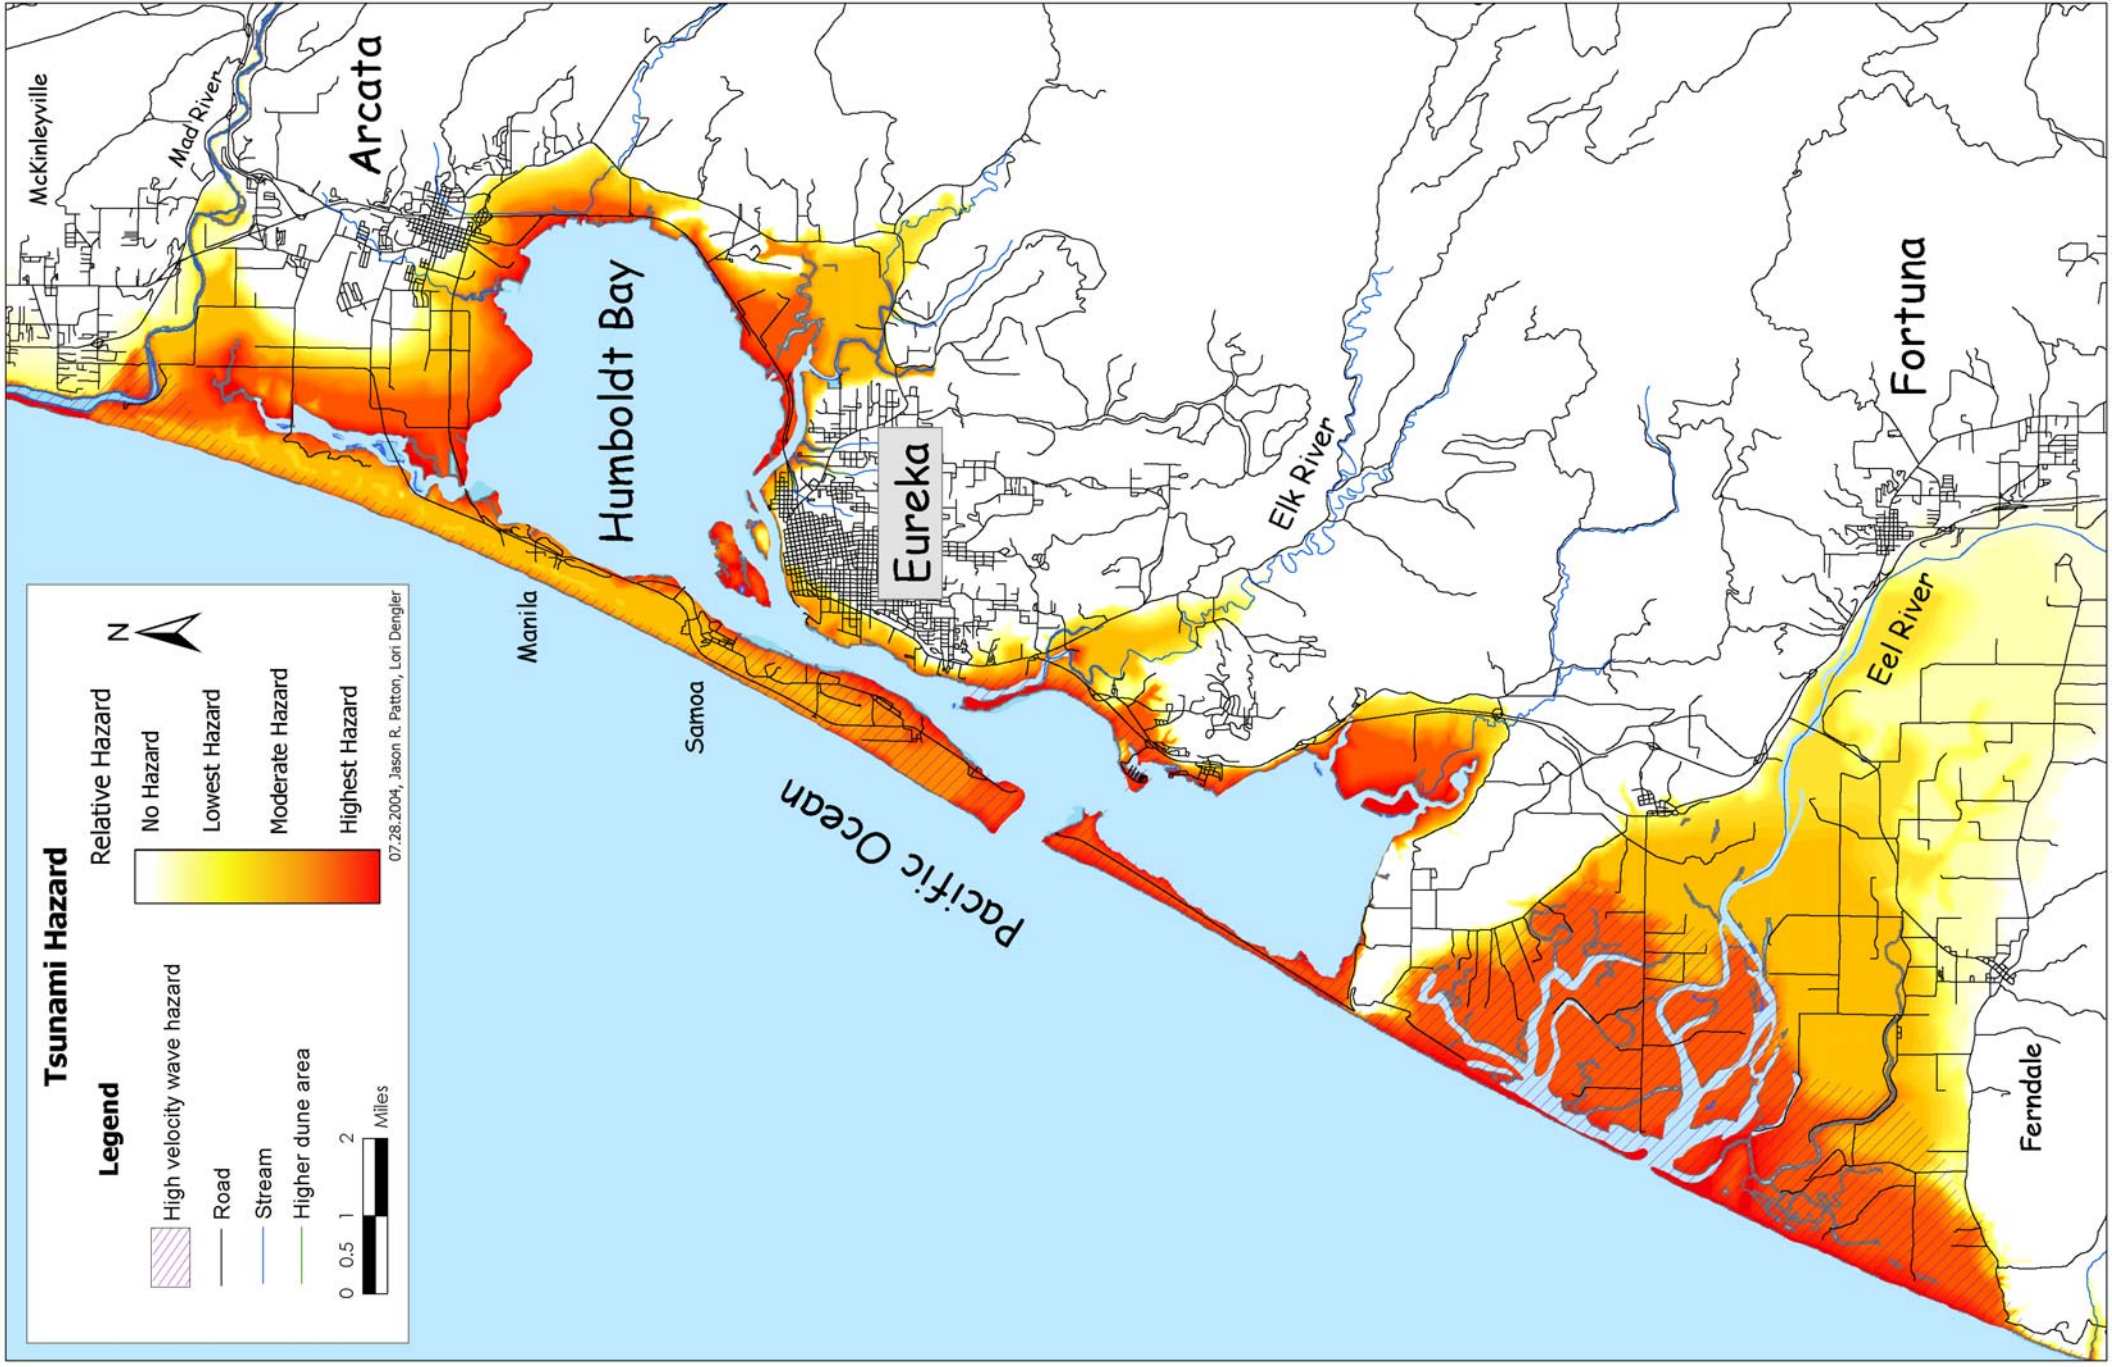 Tsunami Hazard
Legend
High velocity wave hazard
Road
Stream
Higher dune area
0 0.5 1 2
Miles
Relative Hazard
No Hazard
Lowest Hazard
Moderate Hazard
Highest Hazard
N
07.28.2004, Jason R. Patton, Lori Dengler
McKinleyville
Mad River
Arcata
Manila
Humboldt Bay
Samoa
Eureka
Pacific Ocean
Elk River
Fortuna
Eel River
Ferndale